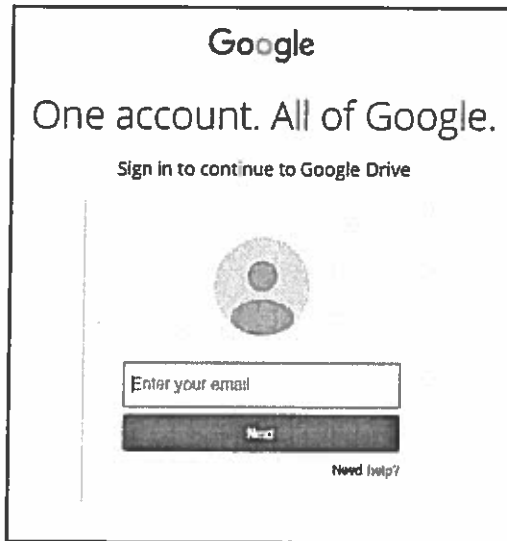 Google
One account. All of Google.
Sign in to continue to Google Drive
Enter your email
Next
Need help?